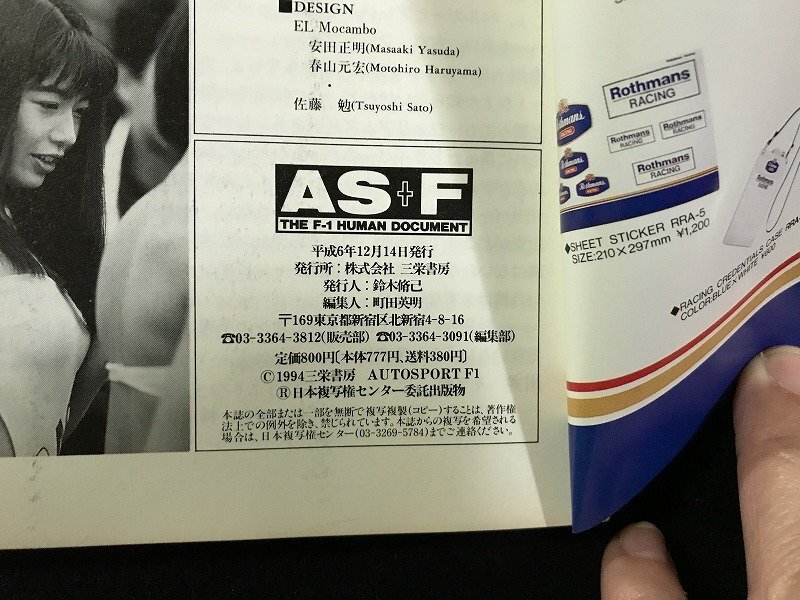 ■DESIGN
EL Mocambo
安田正明(Masaaki Yasuda)
春山元宏(Motohiro Haruyama)
・
佐藤　勉(Tsuyoshi Sato)
AS+F
THE F-1 HUMAN DOCUMENT
平成6年12月14日発行
発行所：株式会社 三栄書房
発行人：鈴木脩己
編集人：町田英明
〒169東京都新宿区北新宿4-8-16
☎03-3364-3812(販売部) ☎03-3364-3091(編集部)
定価800円〔本体777円、送料380円〕
Ⓒ1994三栄書房　AUTOSPORT F1
Ⓡ日本複写権センター委託出版物
本誌の全部または一部を無断で複写複製(コピー)することは、著作権
法上での例外を除き、禁じられています。本誌からの複写を希望される
場合は、日本複写権センター(03-3269-5784)までご連絡ください。
Rothmans
RACING
Rothmans
RACING
Rothmans
RACING
Rothmans
RACING
Rothmans
Rothmans
RACING
◆SHEET STICKER RRA-5
SIZE:210×297mm ¥1,200
◆RACING CREDENTIALS CASE RRA
COLOR:BLUE×WHITE ¥600